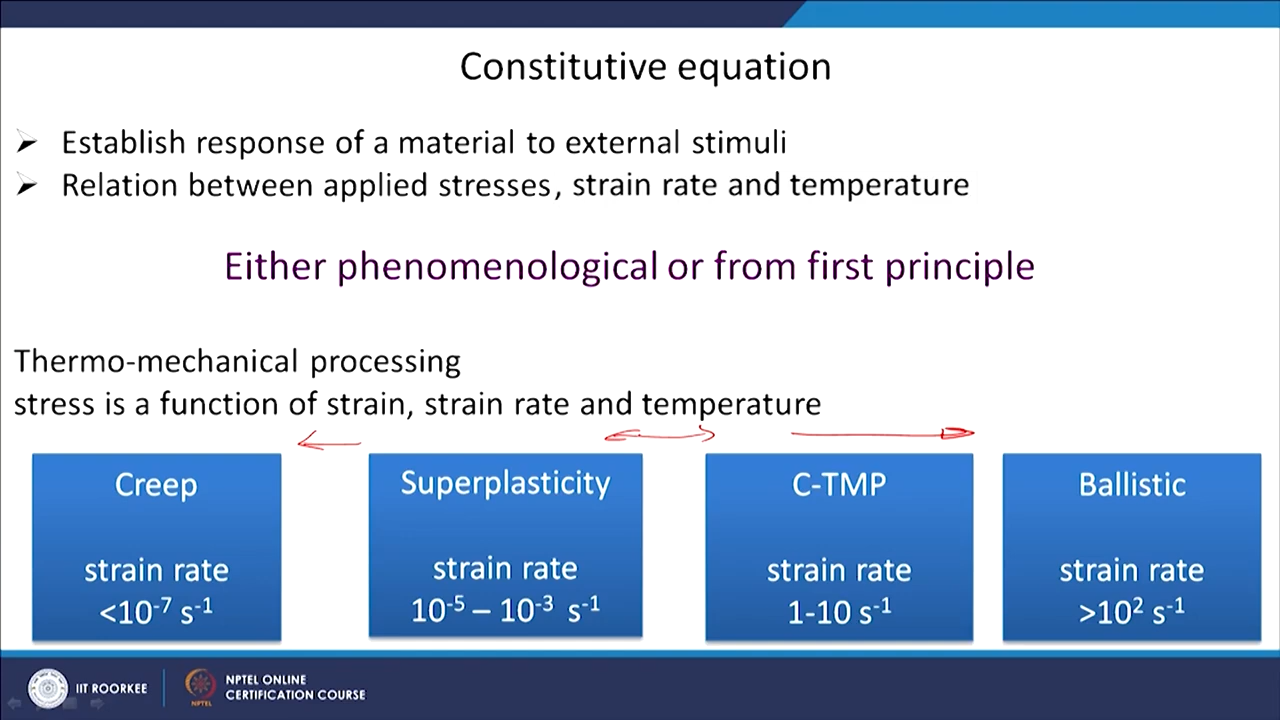 Constitutive equation
➢ Establish response of a material to external stimuli
➢ Relation between applied stresses, strain rate and temperature
Either phenomenological or from first principle
Thermo-mechanical processing
stress is a function of strain, strain rate and temperature
Creep
strain rate
<10⁻⁷ s⁻¹
Superplasticity
strain rate
10⁻⁵ – 10⁻³ s⁻¹
C-TMP
strain rate
1-10 s⁻¹
Ballistic
strain rate
>10² s⁻¹
IIT ROORKEE
NPTEL
NPTEL ONLINE
CERTIFICATION COURSE